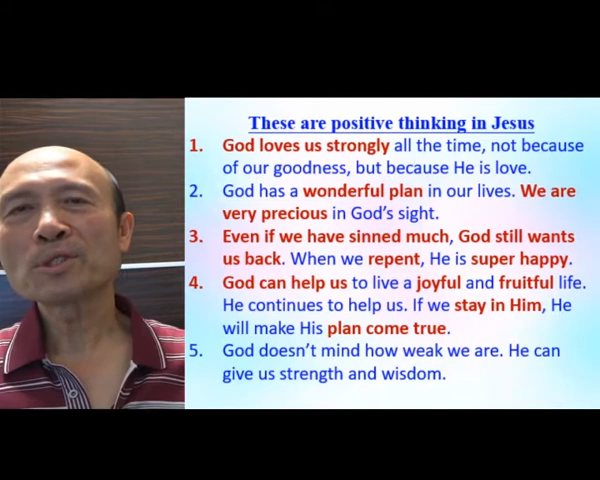 These are positive thinking in Jesus
1. God loves us strongly all the time, not because
of our goodness, but because He is love.
2. God has a wonderful plan in our lives. We are
very precious in God's sight.
3. Even if we have sinned much, God still wants
us back. When we repent, He is super happy.
4. God can help us to live a joyful and fruitful life.
He continues to help us. If we stay in Him, He
will make His plan come true.
5. God doesn't mind how weak we are. He can
give us strength and wisdom.